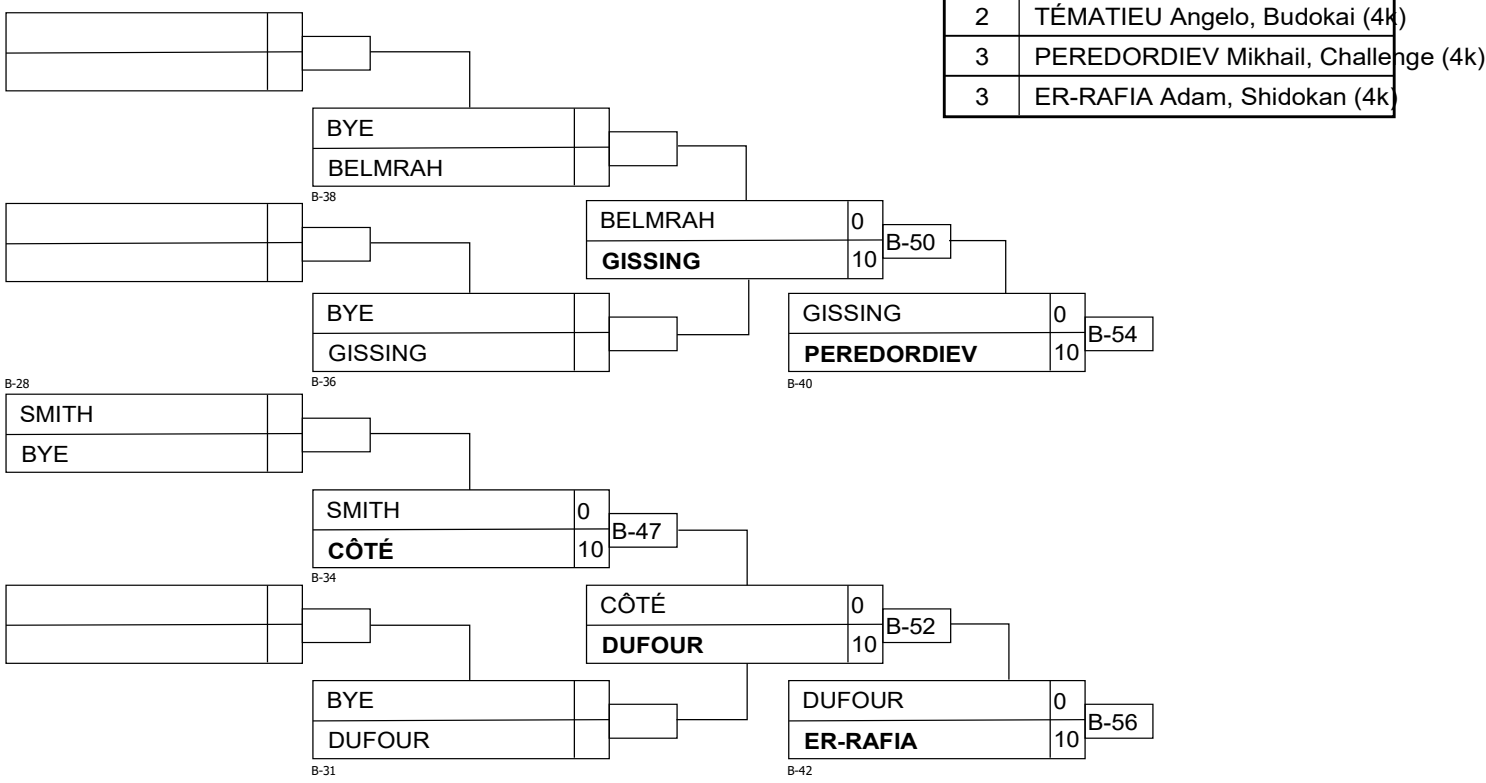 2 TÉMATIEU Angelo, Budokai (4k)
3 PEREDORDIEV Mikhail, Challenge (4k)
3 ER-RAFIA Adam, Shidokan (4k)
BYE
BELMRAH
B-38
BELMRAH 0
B-50
GISSING 10
BYE
GISSING
B-36
GISSING 0
B-54
PEREDORDIEV 10
B-40
B-28
SMITH
BYE
SMITH 0
B-47
CÔTÉ 10
B-34
CÔTÉ 0
B-52
DUFOUR 10
BYE
DUFOUR
B-31
DUFOUR 0
B-56
ER-RAFIA 10
B-42